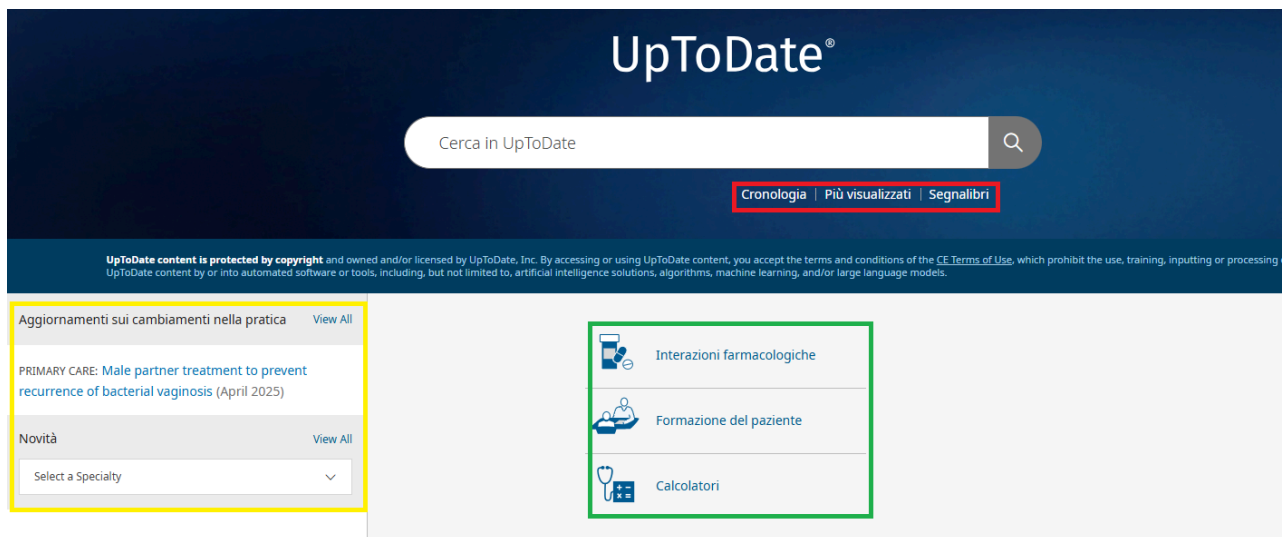 UpToDate®
Cerca in UpToDate
Cronologia | Più visualizzati | Segnalibri
UpToDate content is protected by copyright and owned and/or licensed by UpToDate, Inc. By accessing or using UpToDate content, you accept the terms and conditions of the CE Terms of Use, which prohibit the use, training, inputting or processing
UpToDate content by or into automated software or tools, including, but not limited to, artificial intelligence solutions, algorithms, machine learning, and/or large language models.
Aggiornamenti sui cambiamenti nella pratica View All
PRIMARY CARE: Male partner treatment to prevent
recurrence of bacterial vaginosis (April 2025)
Novità View All
Select a Specialty
Interazioni farmacologiche
Formazione del paziente
Calcolatori